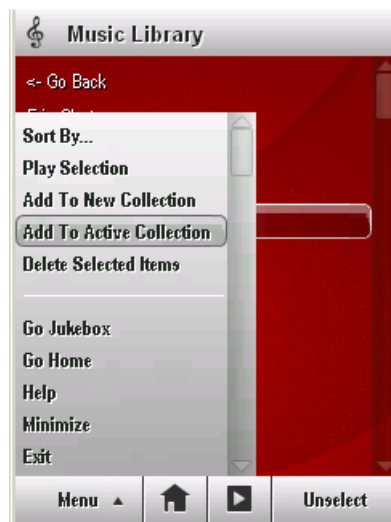 Music Library
<- Go Back
Sort By...
Play Selection
Add To New Collection
Add To Active Collection
Delete Selected Items
Go Jukebox
Go Home
Help
Minimize
Exit
Menu
Unselect